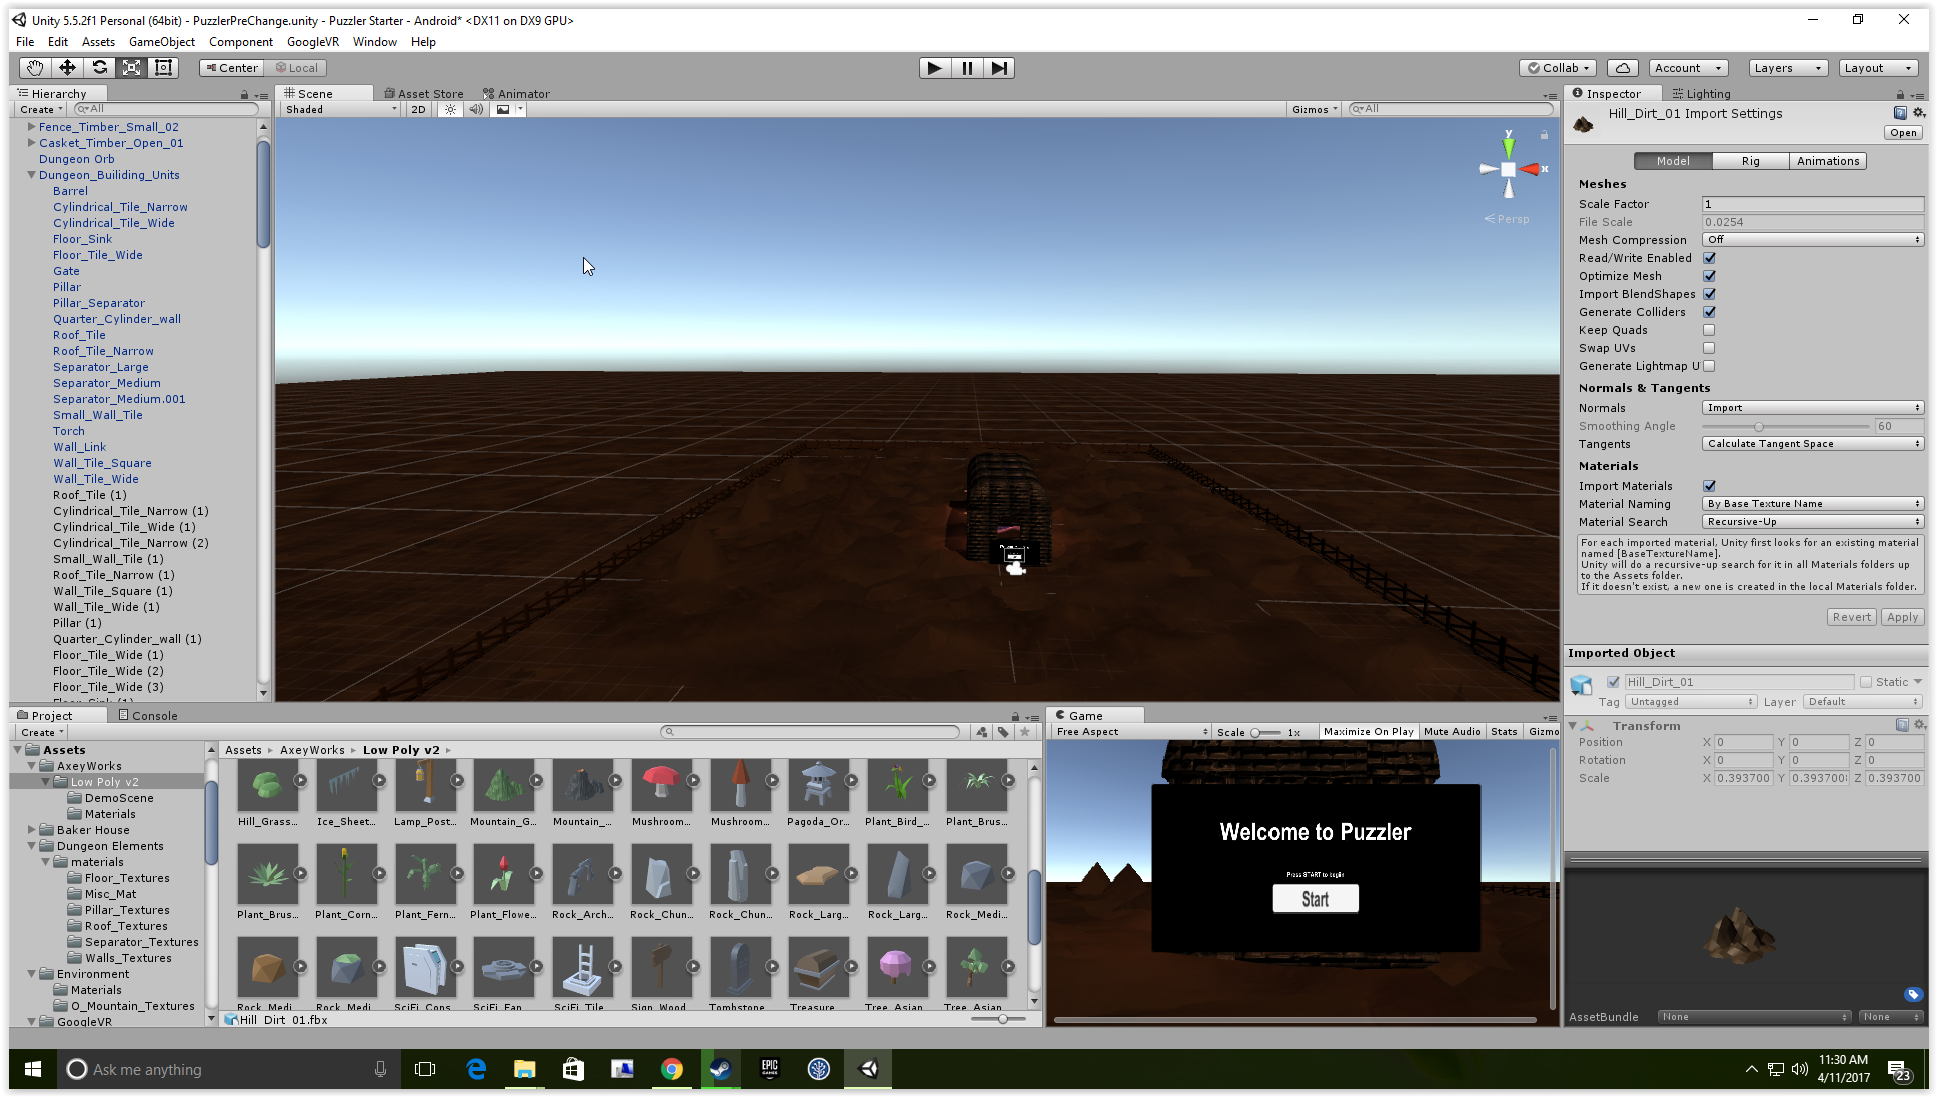 Unity 5.5.2f1 Personal (64bit) - PuzzlerPreChange.unity - Puzzler Starter - Android* <DX11 on DX9 GPU>
File Edit Assets GameObject Component GoogleVR Window Help
Center Local Collab Account Layers Layout
Hierarchy
Create All
Fence_Timber_Small_02
Casket_Timber_Open_01
Dungeon Orb
Dungeon_Builiding_Units
Barrel
Cylindrical_Tile_Narrow
Cylindrical_Tile_Wide
Floor_Sink
Floor_Tile_Wide
Gate
Pillar
Pillar_Separator
Quarter_Cylinder_wall
Roof_Tile
Roof_Tile_Narrow
Separator_Large
Separator_Medium
Separator_Medium.001
Small_Wall_Tile
Torch
Wall_Link
Wall_Tile_Square
Wall_Tile_Wide
Roof_Tile (1)
Cylindrical_Tile_Narrow (1)
Cylindrical_Tile_Wide (1)
Cylindrical_Tile_Narrow (2)
Small_Wall_Tile (1)
Roof_Tile_Narrow (1)
Wall_Tile_Square (1)
Wall_Tile_Wide (1)
Pillar (1)
Quarter_Cylinder_wall (1)
Floor_Tile_Wide (1)
Floor_Tile_Wide (2)
Floor_Tile_Wide (3)
Scene Asset Store Animator
Shaded 2D Gizmos All
y
x
Persp
Inspector Lighting
Hill_Dirt_01 Import Settings
Open
Model Rig Animations
Meshes
Scale Factor 1
File Scale 0.0254
Mesh Compression Off
Read/Write Enabled
Optimize Mesh
Import BlendShapes
Generate Colliders
Keep Quads
Swap UVs
Generate Lightmap U
Normals & Tangents
Normals Import
Smoothing Angle 60
Tangents Calculate Tangent Space
Materials
Import Materials
Material Naming By Base Texture Name
Material Search Recursive-Up
For each imported material, Unity first looks for an existing material
named [BaseTextureName].
Unity will do a recursive-up search for it in all Materials folders up
to the Assets folder.
If it doesn't exist, a new one is created in the local Materials folder.
Revert Apply
Imported Object
Hill_Dirt_01 Static
Tag Untagged Layer Default
Transform
Position X 0 Y 0 Z 0
Rotation X 0 Y 0 Z 0
Scale X 0.393700 Y 0.393700 Z 0.393700
AssetBundle None None
Project Console
Create
Assets
AxeyWorks
Low Poly v2
DemoScene
Materials
Baker House
Dungeon Elements
materials
Floor_Textures
Misc_Mat
Pillar_Textures
Roof_Textures
Separator_Textures
Walls_Textures
Environment
Materials
O_Mountain_Textures
GoogleVR
Assets AxeyWorks Low Poly v2
Hill_Grass... Ice_Sheet... Lamp_Post... Mountain_G... Mountain_... Mushroom... Mushroom... Pagoda_Or... Plant_Bird_... Plant_Brus...
Plant_Brus... Plant_Corn... Plant_Fern... Plant_Flowe... Rock_Arch... Rock_Chun... Rock_Chun... Rock_Larg... Rock_Larg... Rock_Medi...
Rock_Medi... Rock_Medi... SciFi_Cons... SciFi_Fan... SciFi_Tile... Sign_Wood... Tombstone... Treasure... Tree_Asian... Tree_Asian...
Hill_Dirt_01.fbx
Game
Free Aspect Scale 1x Maximize On Play Mute Audio Stats Gizmo
Welcome to Puzzler
Press START to begin
Start
Ask me anything
EPIC
GAMES
11:30 AM
4/11/2017
23